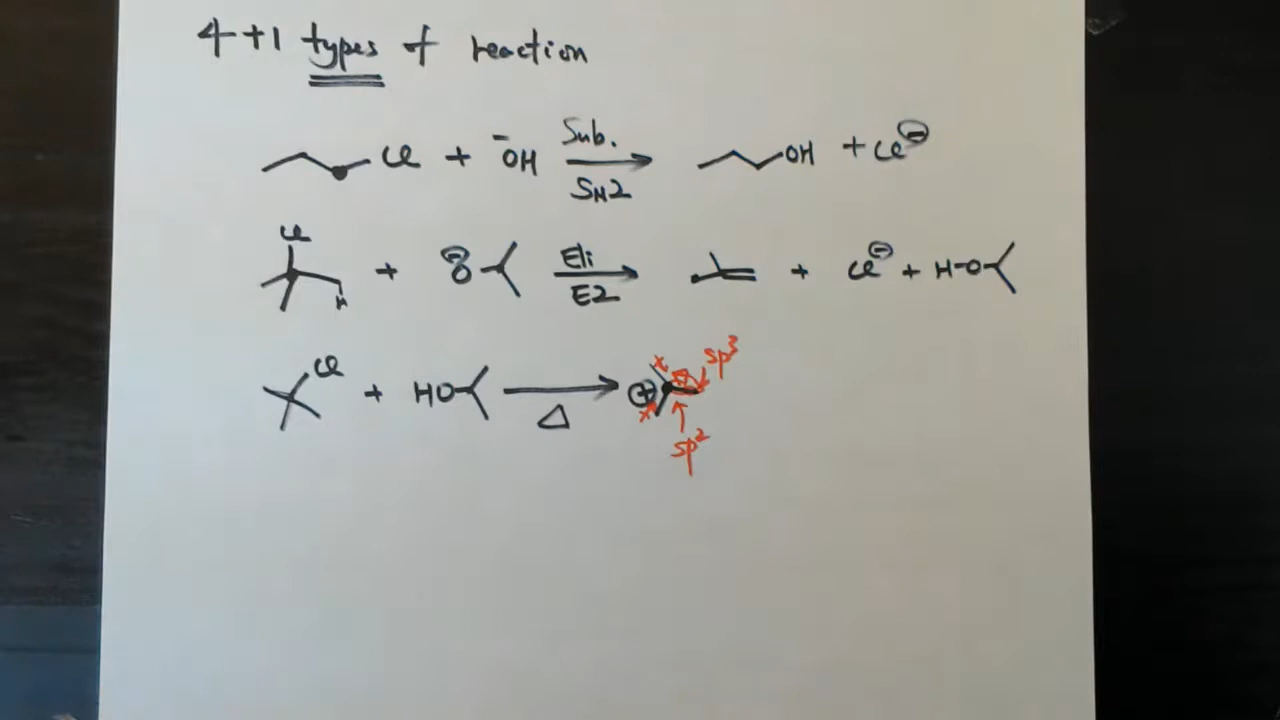 4+1 types of reaction
Cl + ⁻OH Sub. SN2 → OH + Cl⊖
Cl H + ⊖O Eli E2 → + Cl⊖ + H-O
Cl + HO → Δ ⊕ + x x sp³ sp²